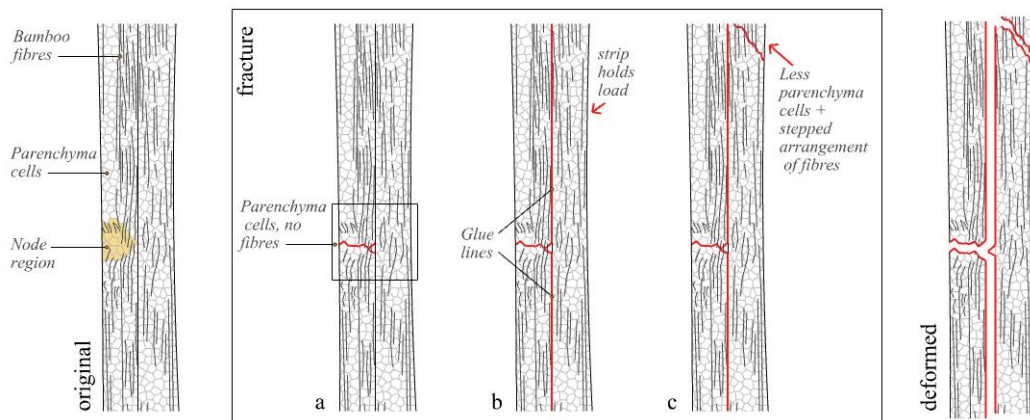 Bamboo
fibres
Parenchyma
cells
Node
region
original
fracture
Parenchyma
cells, no
fibres
a
strip
holds
load
Glue
lines
b
Less
parenchyma
cells +
stepped
arrangement
of fibres
c
deformed